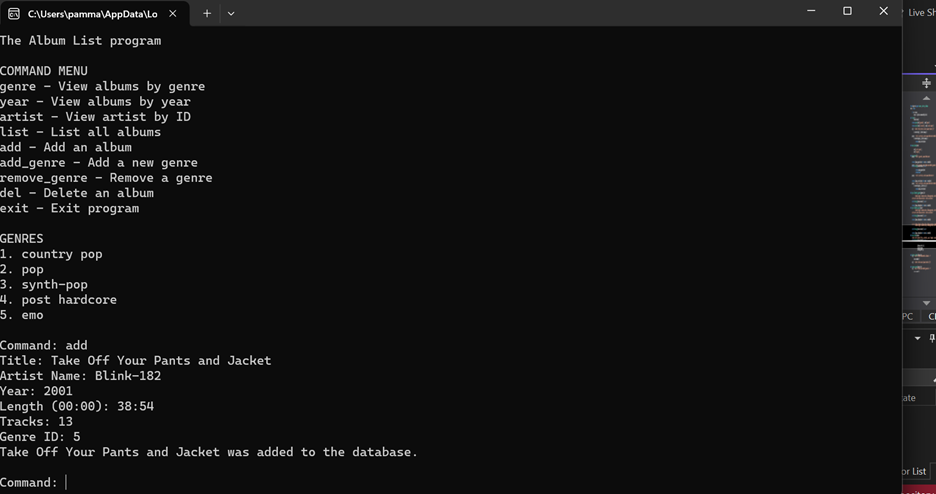 C:\Users\pamma\AppData\Lo
Live Sh
The Album List program
COMMAND MENU
genre - View albums by genre
year - View albums by year
artist - View artist by ID
list - List all albums
add - Add an album
add_genre - Add a new genre
remove_genre - Remove a genre
del - Delete an album
exit - Exit program
GENRES
1. country pop
2. pop
3. synth-pop
4. post hardcore
5. emo
PC
Command: add
Title: Take Off Your Pants and Jacket
Artist Name: Blink-182
Year: 2001
Length (00:00): 38:54
ate
Tracks: 13
Genre ID: 5
Take Off Your Pants and Jacket was added to the database.
or List
Command: